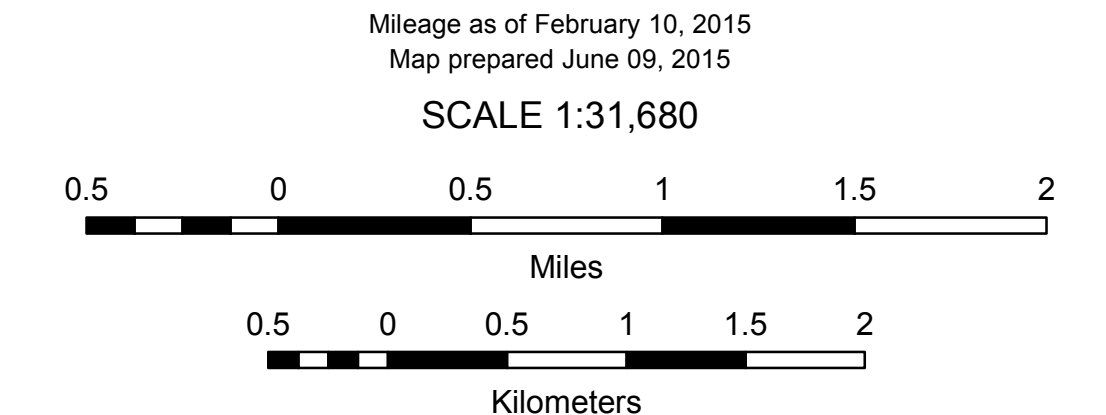 Mileage as of February 10, 2015
Map prepared June 09, 2015
SCALE 1:31,680
0.5 0 0.5 1 1.5 2
Miles
0.5 0 0.5 1 1.5 2
Kilometers